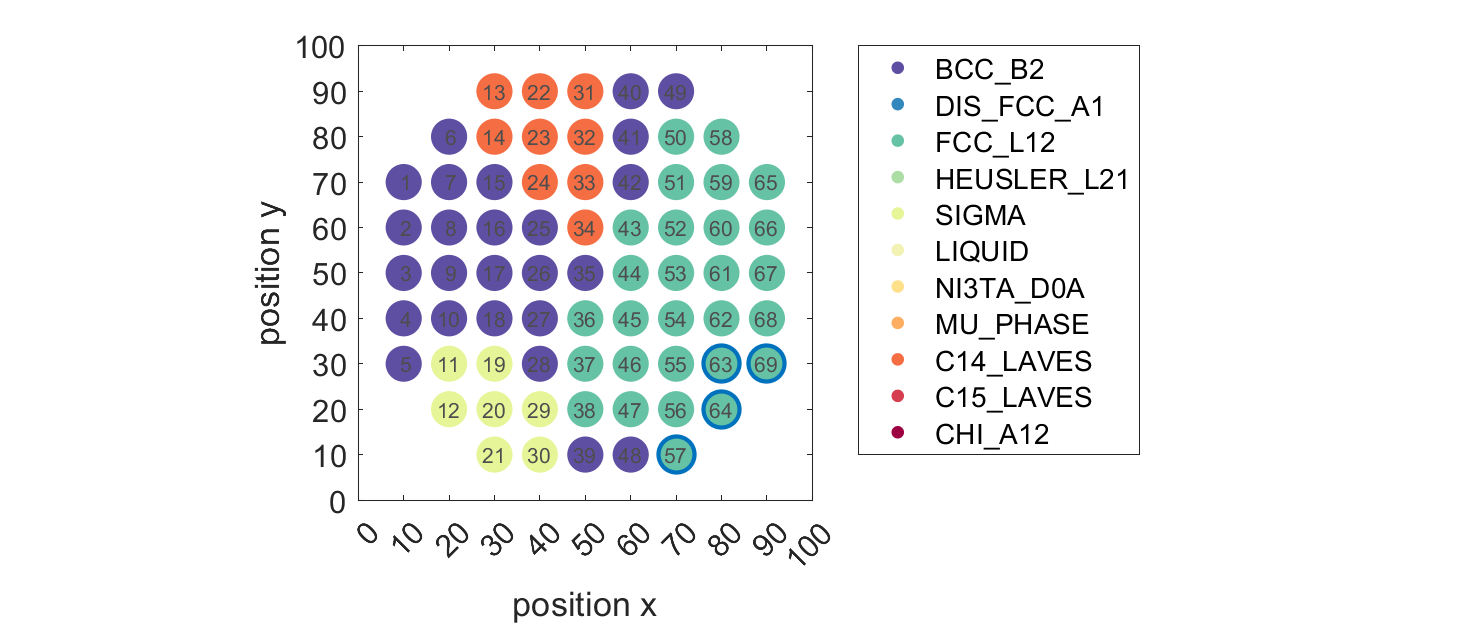 100
90
80
70
60
50
40
30
20
10
0
position y
13 22 31 40 49
6 14 23 32 41 50 58
1 7 15 24 33 42 51 59 65
2 8 16 25 34 43 52 60 66
3 9 17 26 35 44 53 61 67
4 10 18 27 36 45 54 62 68
5 11 19 28 37 46 55 63 69
12 20 29 38 47 56 64
21 30 39 48 57
0 10 20 30 40 50 60 70 80 90 100
position x
BCC_B2
DIS_FCC_A1
FCC_L12
HEUSLER_L21
SIGMA
LIQUID
NI3TA_D0A
MU_PHASE
C14_LAVES
C15_LAVES
CHI_A12